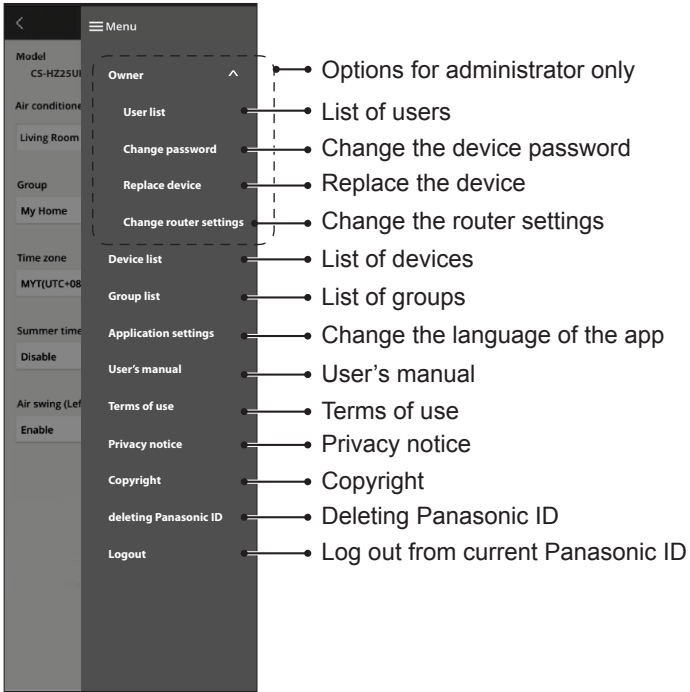 Menu
Model
CS-HZ25U
Air conditione
Living Room
Group
My Home
Time zone
MYT(UTC+08
Summer time
Disable
Air swing (Lef
Enable
Owner
Options for administrator only
User list
List of users
Change password
Change the device password
Replace device
Replace the device
Change router settings
Change the router settings
Device list
List of devices
Group list
List of groups
Application settings
Change the language of the app
User's manual
User's manual
Terms of use
Terms of use
Privacy notice
Privacy notice
Copyright
Copyright
deleting Panasonic ID
Deleting Panasonic ID
Logout
Log out from current Panasonic ID